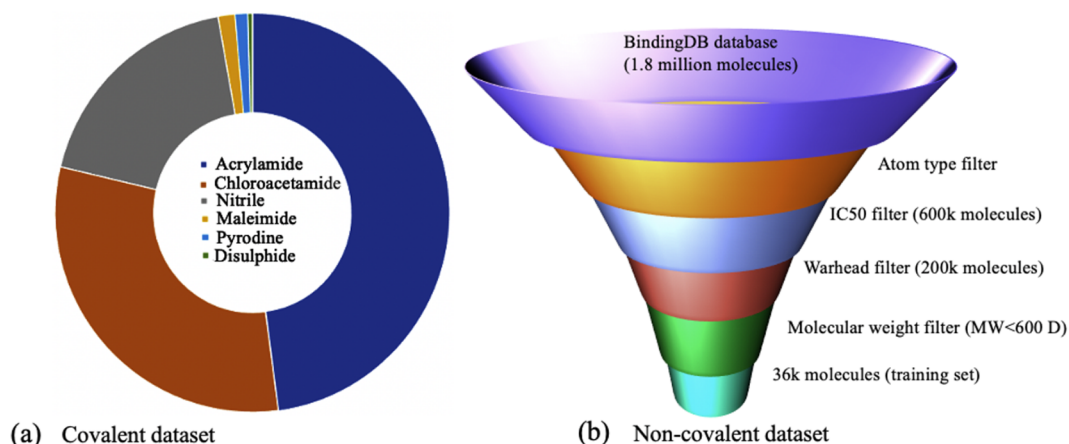 Acrylamide
Chloroacetamide
Nitrile
Maleimide
Pyrodine
Disulphide
(a) Covalent dataset
BindingDB database
(1.8 million molecules)
Atom type filter
IC50 filter (600k molecules)
Warhead filter (200k molecules)
Molecular weight filter (MW<600 D)
36k molecules (training set)
(b) Non-covalent dataset